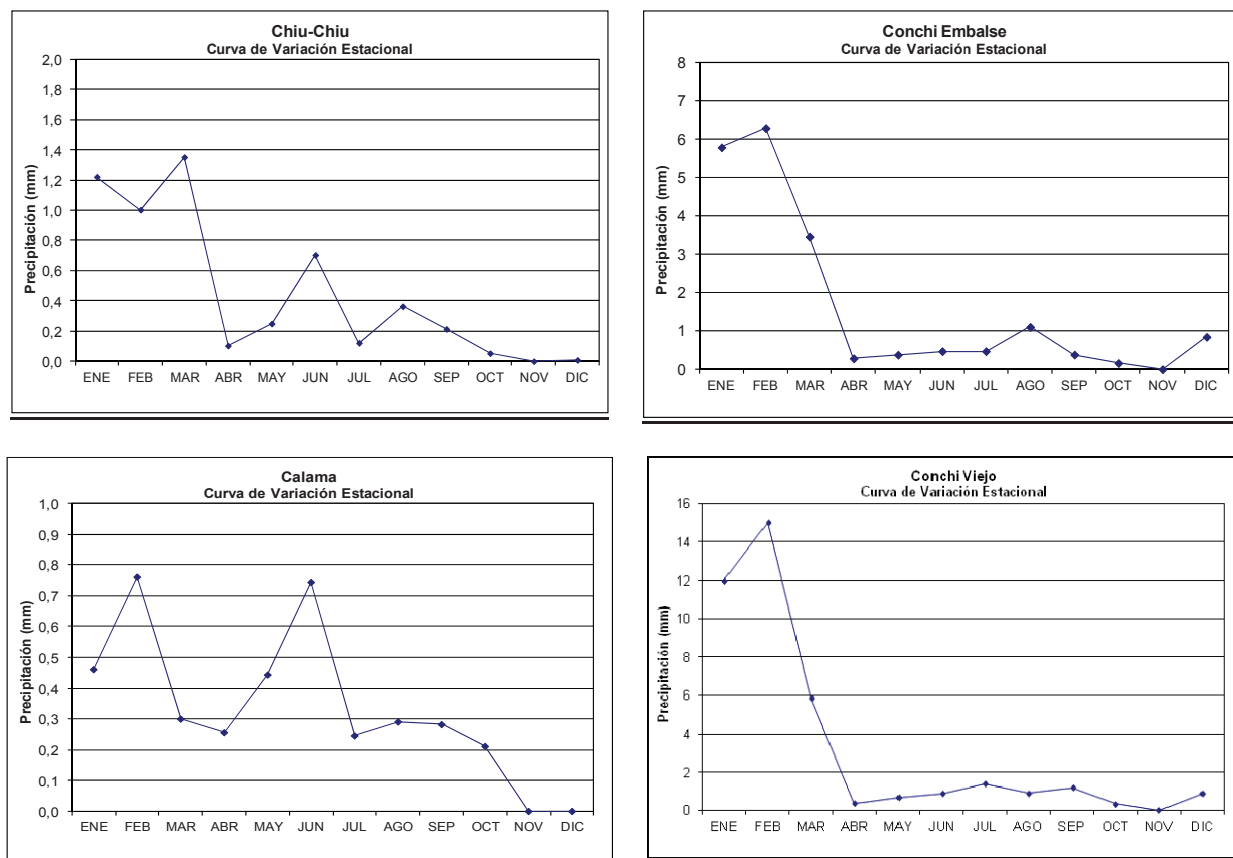 Chiu-Chiu
Curva de Variación Estacional
Precipitación (mm)
2,0
1,8
1,6
1,4
1,2
1,0
0,8
0,6
0,4
0,2
0,0
ENE FEB MAR ABR MAY JUN JUL AGO SEP OCT NOV DIC
Conchi Embalse
Curva de Variación Estacional
Precipitación (mm)
8
7
6
5
4
3
2
1
0
ENE FEB MAR ABR MAY JUN JUL AGO SEP OCT NOV DIC
Calama
Curva de Variación Estacional
Precipitación (mm)
1,0
0,9
0,8
0,7
0,6
0,5
0,4
0,3
0,2
0,1
0,0
ENE FEB MAR ABR MAY JUN JUL AGO SEP OCT NOV DIC
Conchi Viejo
Curva de Variación Estacional
Precipitación (mm)
16
14
12
10
8
6
4
2
0
ENE FEB MAR ABR MAY JUN JUL AGO SEP OCT NOV DIC